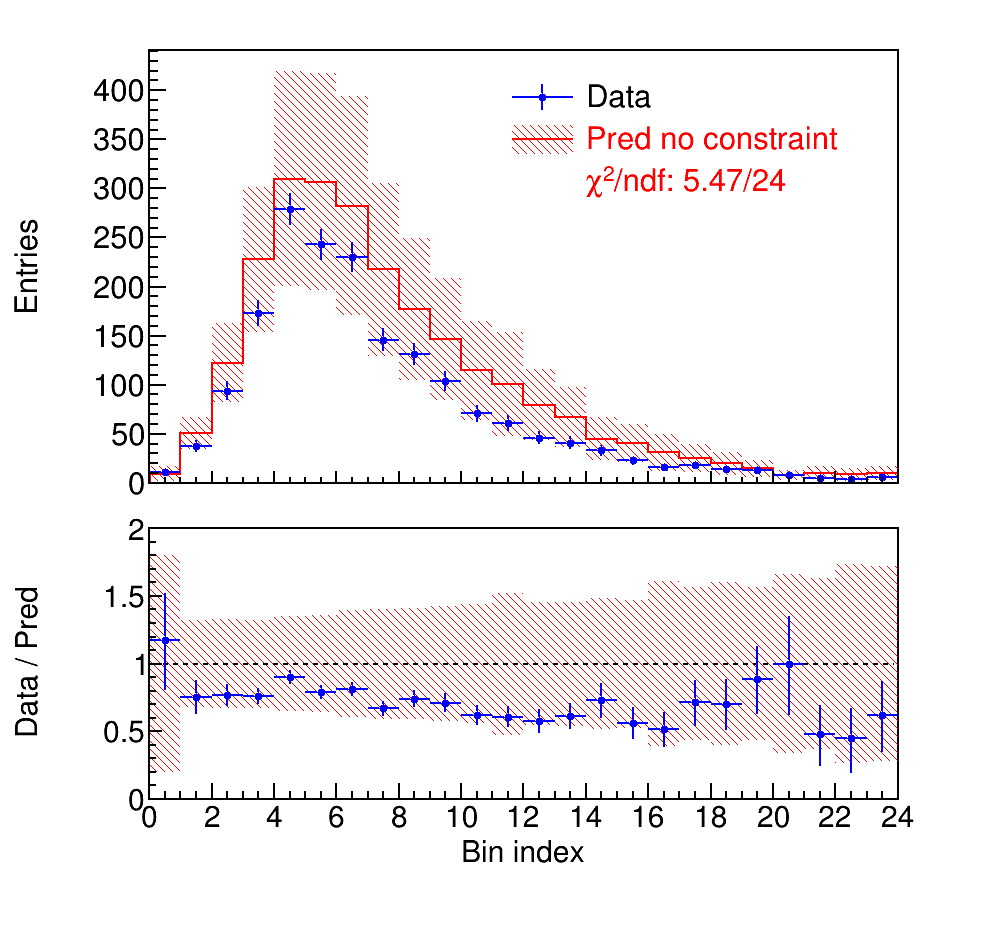 Entries
400
350
300
250
200
150
100
50
0
Data
Pred no constraint
χ²/ndf: 5.47/24
Data / Pred
2
1.5
1
0.5
0
0 2 4 6 8 10 12 14 16 18 20 22 24
Bin index